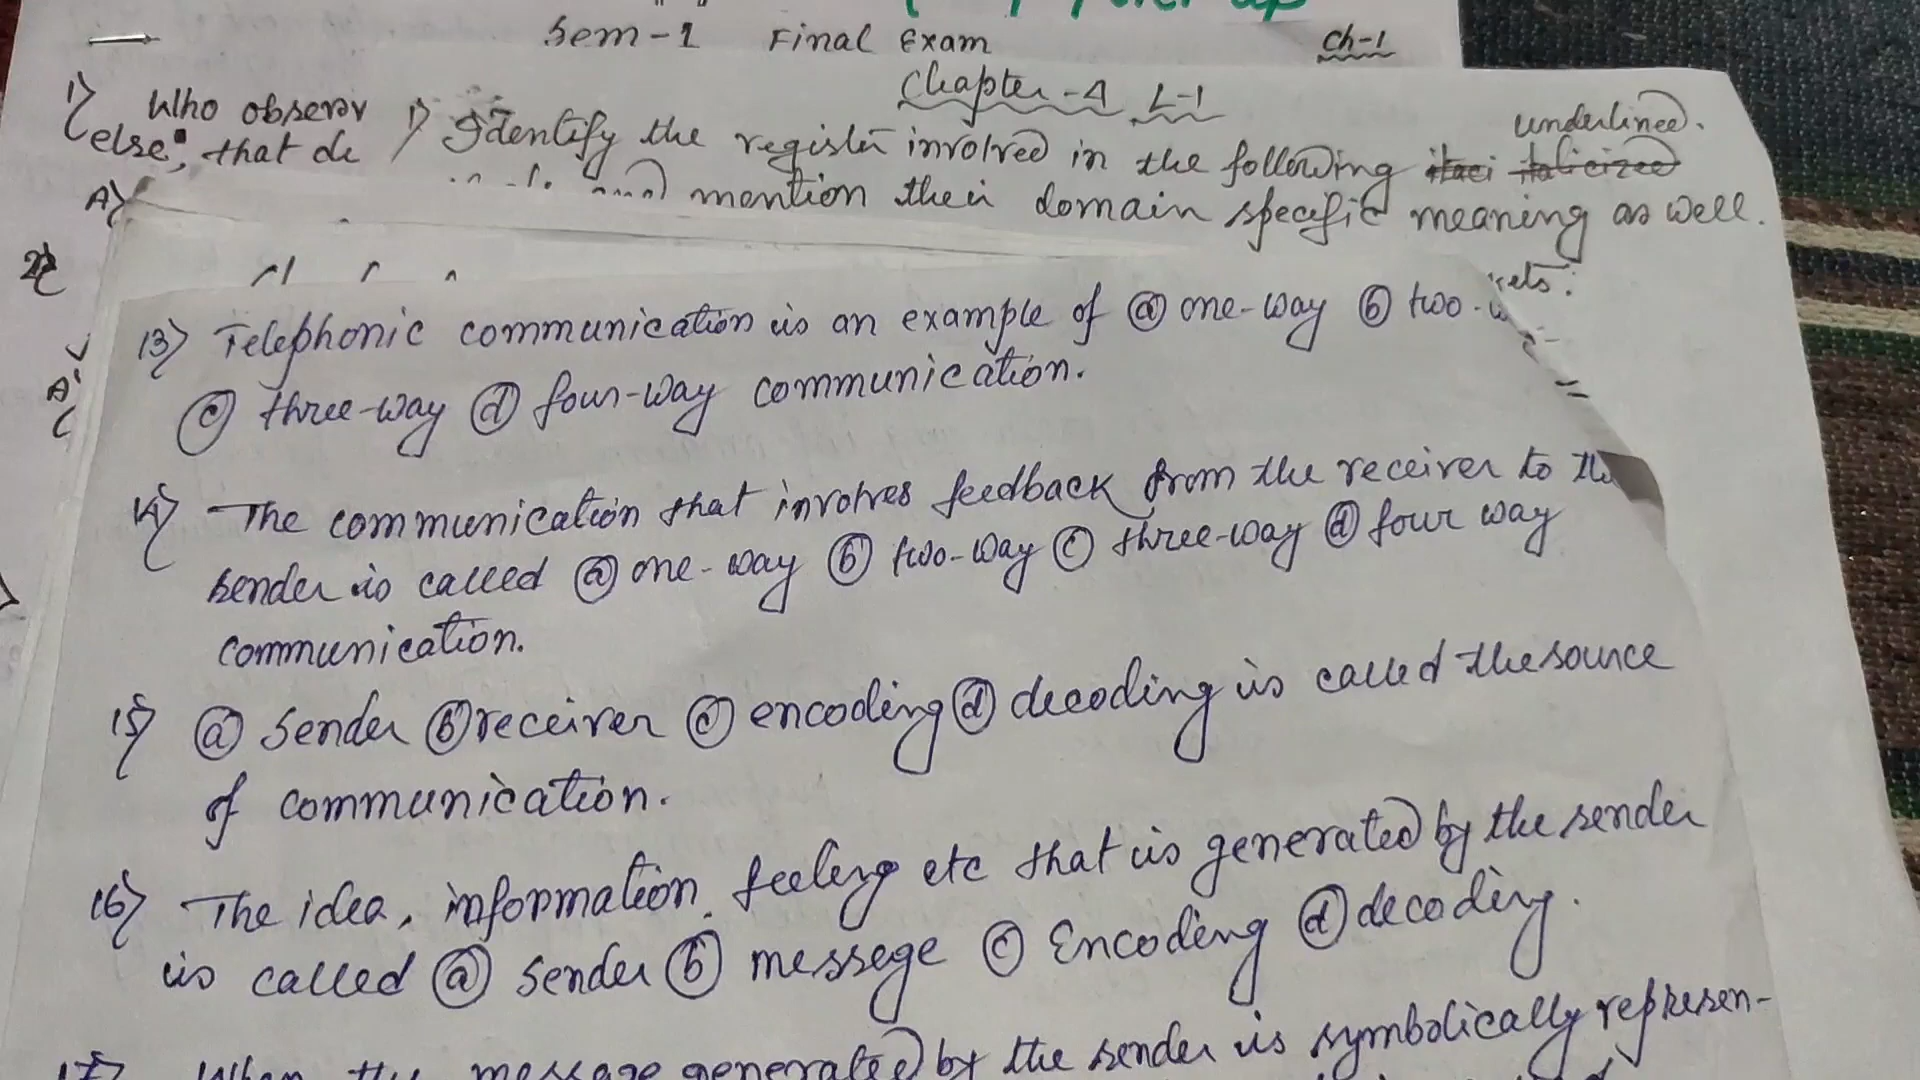 Sem-1 Final Exam
Ch-1
Chapter-4 L-1
1) Who observ
else, that de
A)
2)
1) Identify the register involved in the following underlined.
mention their domain specific meaning as well.
13) Telephonic communication is an example of (a) one-way (b) two-
(c) three-way (d) four-way communication.
14) The communication that involves feedback from the receiver to the
sender is called (a) one-way (b) two-way (c) three-way (d) four way
communication.
15) (a) Sender (b) receiver (c) encoding (d) decoding is called the source
of communication.
16) The idea, information, feeling etc that is generated by the sender
is called (a) Sender (b) messege (c) Encoding (d) decoding.
17) When the message generated by the sender is symbolically represen-